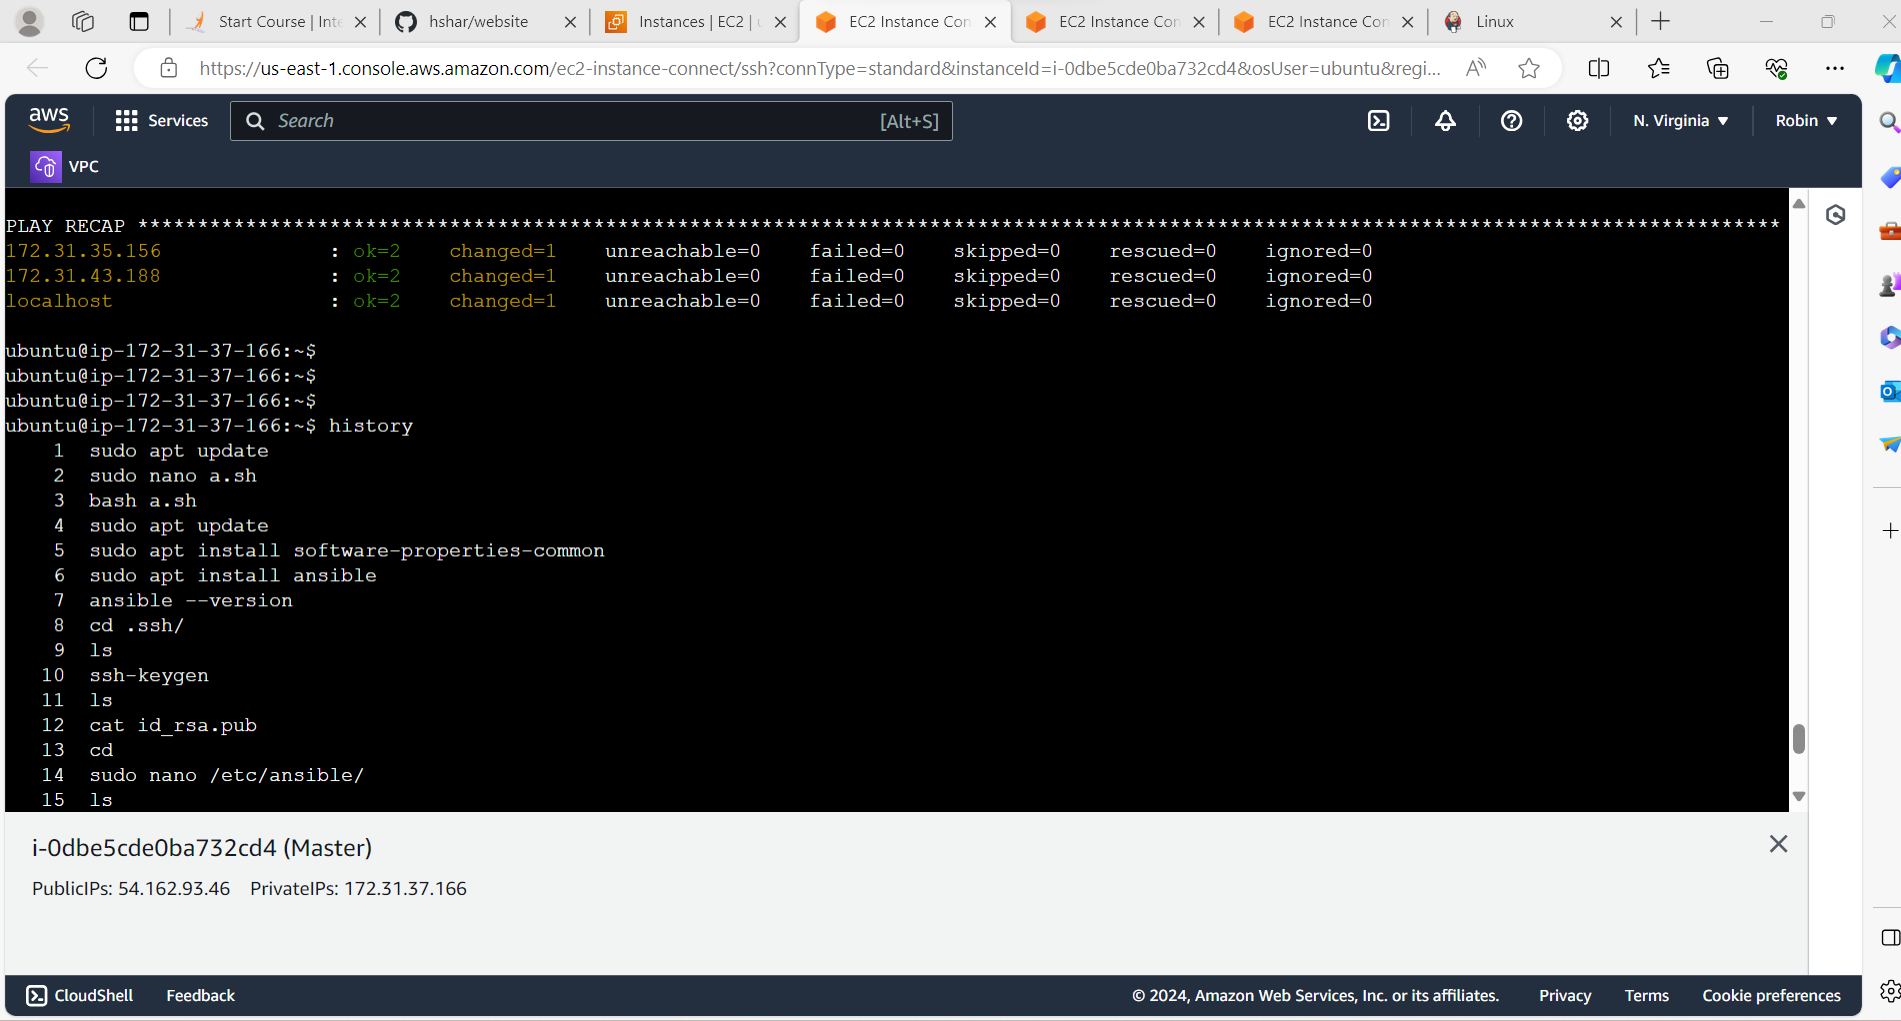 Start Course | Inte
hshar/website
Instances | EC2 | u
EC2 Instance Con
EC2 Instance Con
EC2 Instance Con
Linux
https://us-east-1.console.aws.amazon.com/ec2-instance-connect/ssh?connType=standard&instanceId=i-0dbe5cde0ba732cd4&osUser=ubuntu&regi...
aws
Services
Search
[Alt+S]
N. Virginia
Robin
VPC
PLAY RECAP *****************************************************************************************************************************************
172.31.35.156 : ok=2 changed=1 unreachable=0 failed=0 skipped=0 rescued=0 ignored=0
172.31.43.188 : ok=2 changed=1 unreachable=0 failed=0 skipped=0 rescued=0 ignored=0
localhost : ok=2 changed=1 unreachable=0 failed=0 skipped=0 rescued=0 ignored=0
ubuntu@ip-172-31-37-166:~$
ubuntu@ip-172-31-37-166:~$
ubuntu@ip-172-31-37-166:~$
ubuntu@ip-172-31-37-166:~$ history
1 sudo apt update
2 sudo nano a.sh
3 bash a.sh
4 sudo apt update
5 sudo apt install software-properties-common
6 sudo apt install ansible
7 ansible --version
8 cd .ssh/
9 ls
10 ssh-keygen
11 ls
12 cat id_rsa.pub
13 cd
14 sudo nano /etc/ansible/
15 ls
i-0dbe5cde0ba732cd4 (Master)
PublicIPs: 54.162.93.46 PrivateIPs: 172.31.37.166
CloudShell
Feedback
© 2024, Amazon Web Services, Inc. or its affiliates.
Privacy
Terms
Cookie preferences